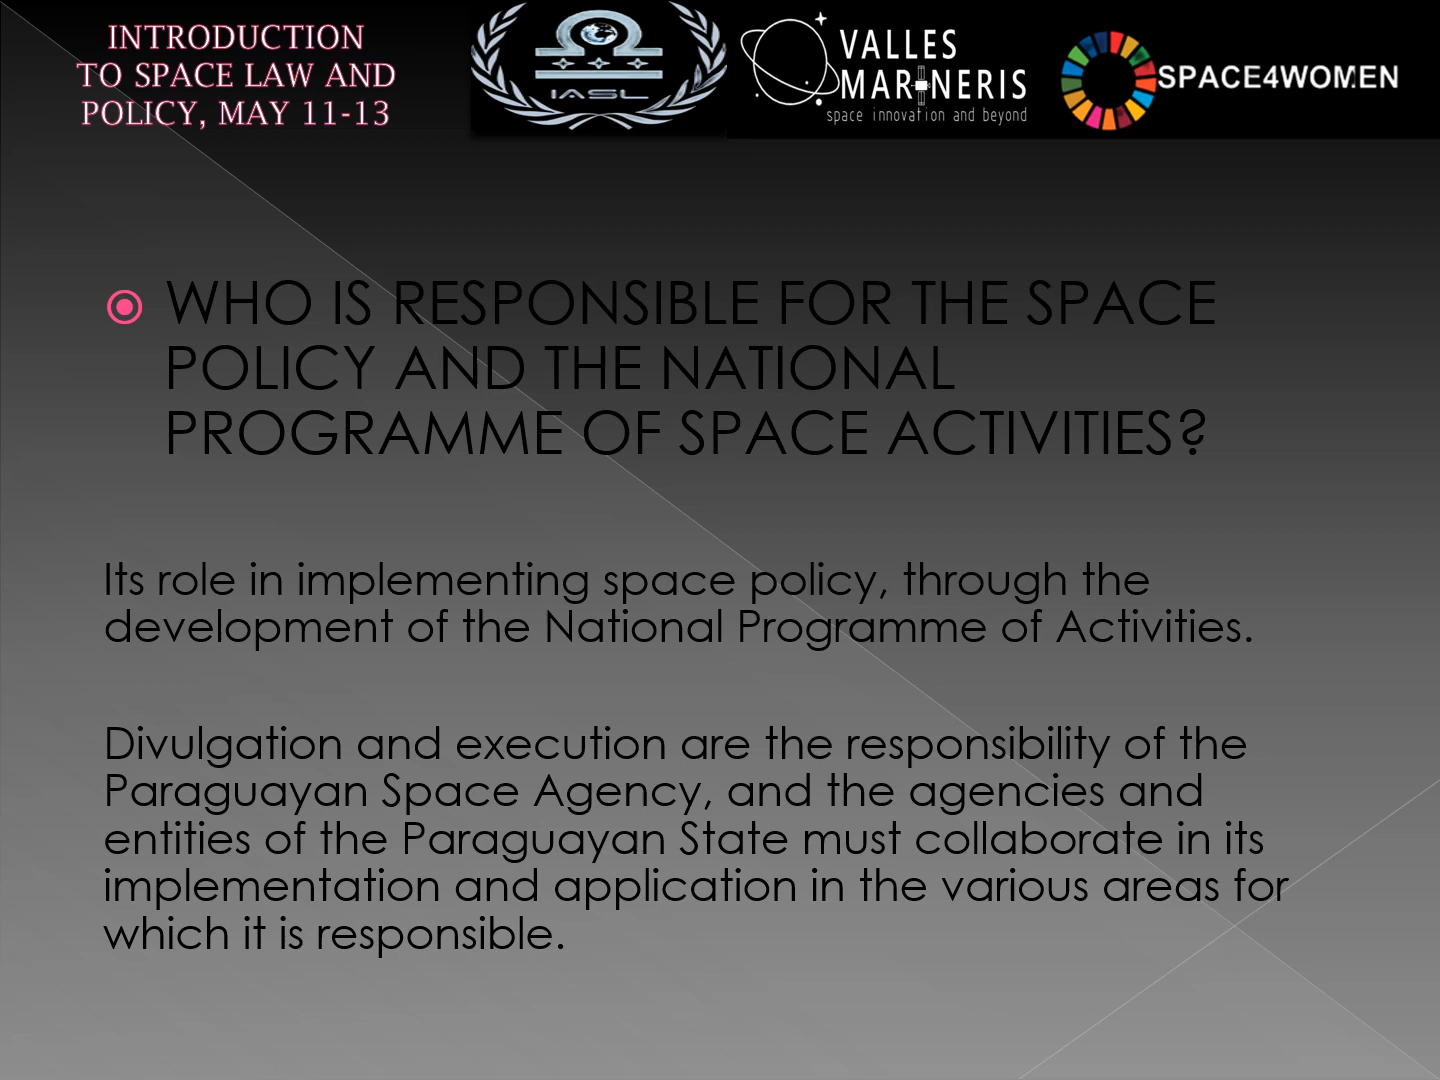 INTRODUCTION
TO SPACE LAW AND
POLICY, MAY 11-13
IASL
VALLES
MARINERIS
space innovation and beyond
SPACE4WOMEN
WHO IS RESPONSIBLE FOR THE SPACE
POLICY AND THE NATIONAL
PROGRAMME OF SPACE ACTIVITIES?
Its role in implementing space policy, through the
development of the National Programme of Activities.
Divulgation and execution are the responsibility of the
Paraguayan Space Agency, and the agencies and
entities of the Paraguayan State must collaborate in its
implementation and application in the various areas for
which it is responsible.